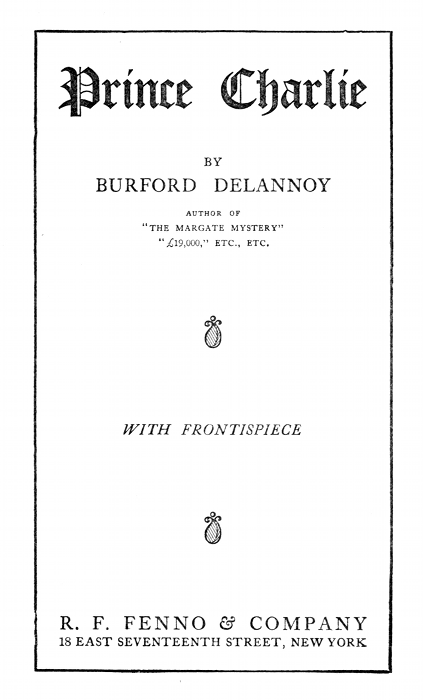 Prince Charlie
BY
BURFORD DELANNOY
AUTHOR OF
"THE MARGATE MYSTERY"
"£19,000," ETC., ETC.
WITH FRONTISPIECE
R. F. FENNO & COMPANY
18 EAST SEVENTEENTH STREET, NEW YORK